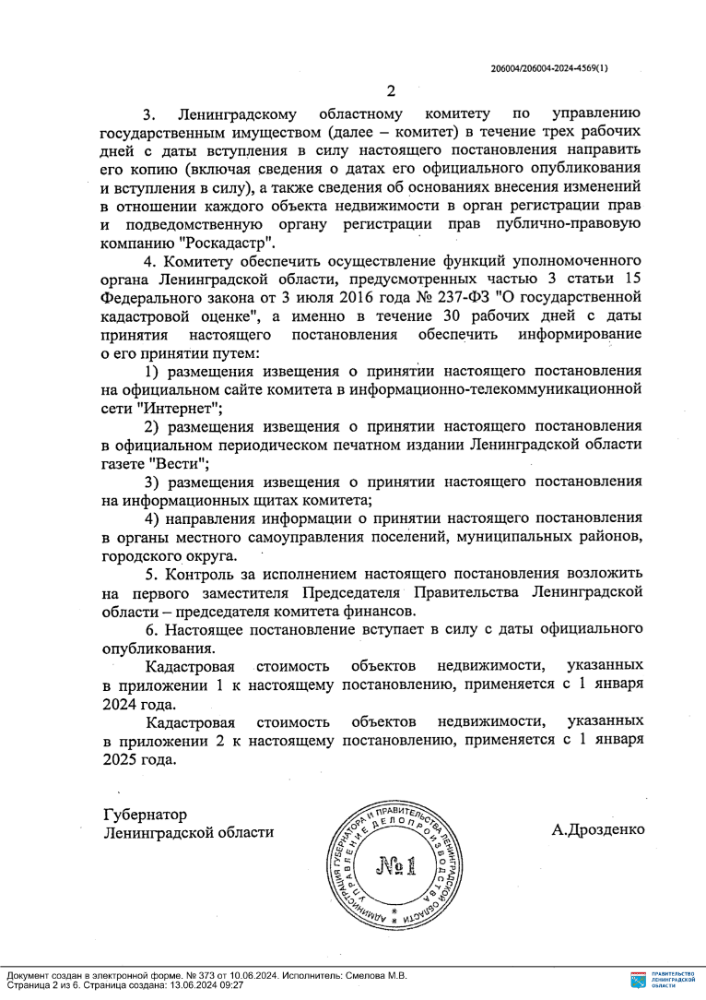 206004/206004-2024-4569(1)
2
3. Ленинградскому областному комитету по управлению
государственным имуществом (далее – комитет) в течение трех рабочих
дней с даты вступления в силу настоящего постановления направить
его копию (включая сведения о датах его официального опубликования
и вступления в силу), а также сведения об основаниях внесения изменений
в отношении каждого объекта недвижимости в орган регистрации прав
и подведомственную органу регистрации прав публично-правовую
компанию "Роскадастр".
4. Комитету обеспечить осуществление функций уполномоченного
органа Ленинградской области, предусмотренных частью 3 статьи 15
Федерального закона от 3 июля 2016 года № 237-ФЗ "О государственной
кадастровой оценке", а именно в течение 30 рабочих дней с даты
принятия настоящего постановления обеспечить информирование
о его принятии путем:
1) размещения извещения о принятии настоящего постановления
на официальном сайте комитета в информационно-телекоммуникационной
сети "Интернет";
2) размещения извещения о принятии настоящего постановления
в официальном периодическом печатном издании Ленинградской области
газете "Вести";
3) размещения извещения о принятии настоящего постановления
на информационных щитах комитета;
4) направления информации о принятии настоящего постановления
в органы местного самоуправления поселений, муниципальных районов,
городского округа.
5. Контроль за исполнением настоящего постановления возложить
на первого заместителя Председателя Правительства Ленинградской
области – председателя комитета финансов.
6. Настоящее постановление вступает в силу с даты официального
опубликования.
Кадастровая стоимость объектов недвижимости, указанных
в приложении 1 к настоящему постановлению, применяется с 1 января
2024 года.
Кадастровая стоимость объектов недвижимости, указанных
в приложении 2 к настоящему постановлению, применяется с 1 января
2025 года.
Губернатор
Ленинградской области
А.Дрозденко
АДМИНИСТРАЦИЯ ГУБЕРНАТОРА И ПРАВИТЕЛЬСТВА ЛЕНИНГРАДСКОЙ ОБЛАСТИ
УПРАВЛЕНИЕ ДЕЛОПРОИЗВОДСТВА
№1
Документ создан в электронной форме. № 373 от 10.06.2024. Исполнитель: Смелова М.В.
Страница 2 из 6. Страница создана: 13.06.2024 09:27
ПРАВИТЕЛЬСТВО
ЛЕНИНГРАДСКОЙ
ОБЛАСТИ